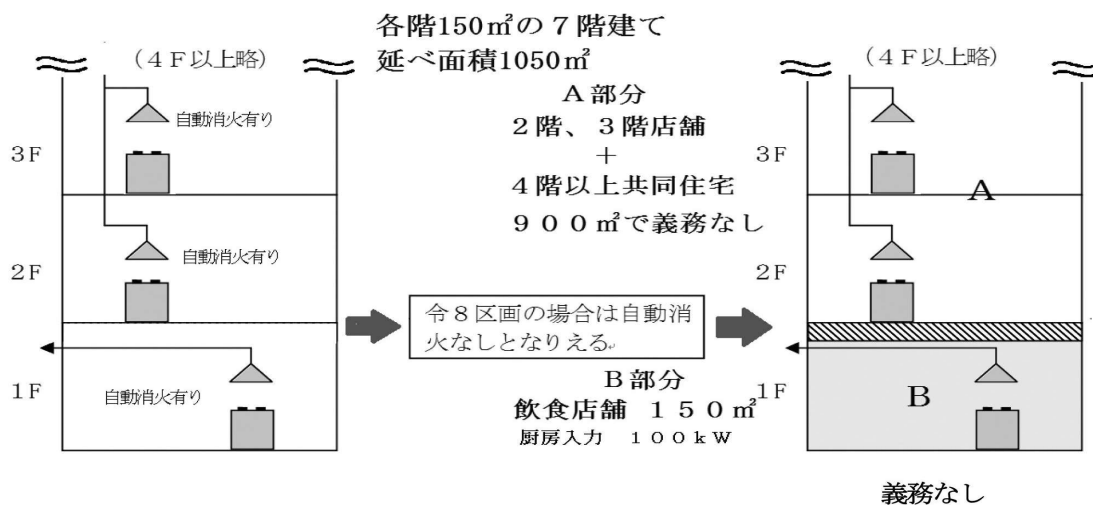 各階150㎡の７階建て
延べ面積1050㎡
（４Ｆ以上略）
自動消火有り
３Ｆ
自動消火有り
２Ｆ
自動消火有り
１Ｆ
Ａ部分
２階、３階店舗
＋
４階以上共同住宅
９００㎡で義務なし
令８区画の場合は自動消
火なしとなりえる
Ｂ部分
飲食店舗　１５０㎡
厨房入力　１００ｋＷ
（４Ｆ以上略）
３Ｆ
Ａ
２Ｆ
１Ｆ
Ｂ
義務なし